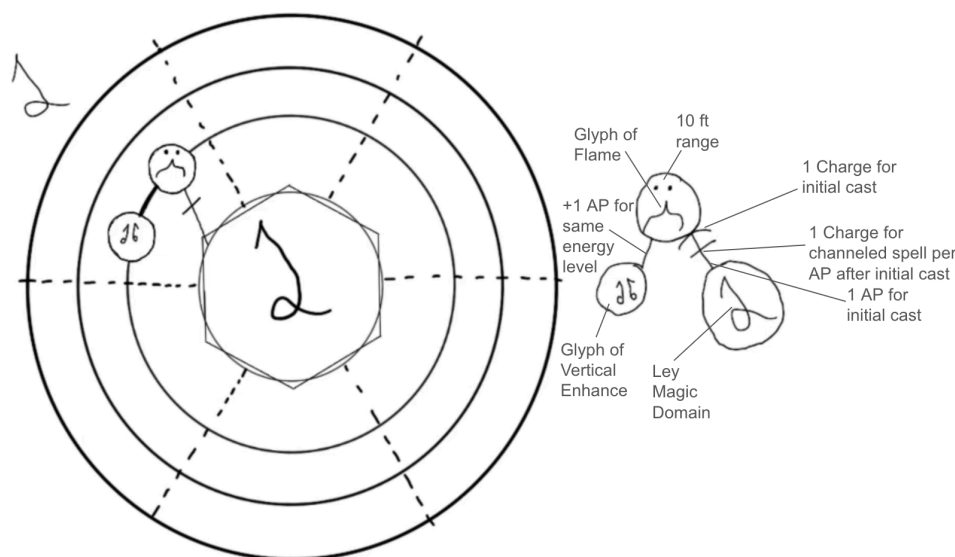 10 ft
range
Glyph of
Flame
1 Charge for
initial cast
+1 AP for
same
energy
level
1 Charge for
channeled spell per
AP after initial cast
1 AP for
initial cast
Glyph of
Vertical
Enhance
Ley
Magic
Domain